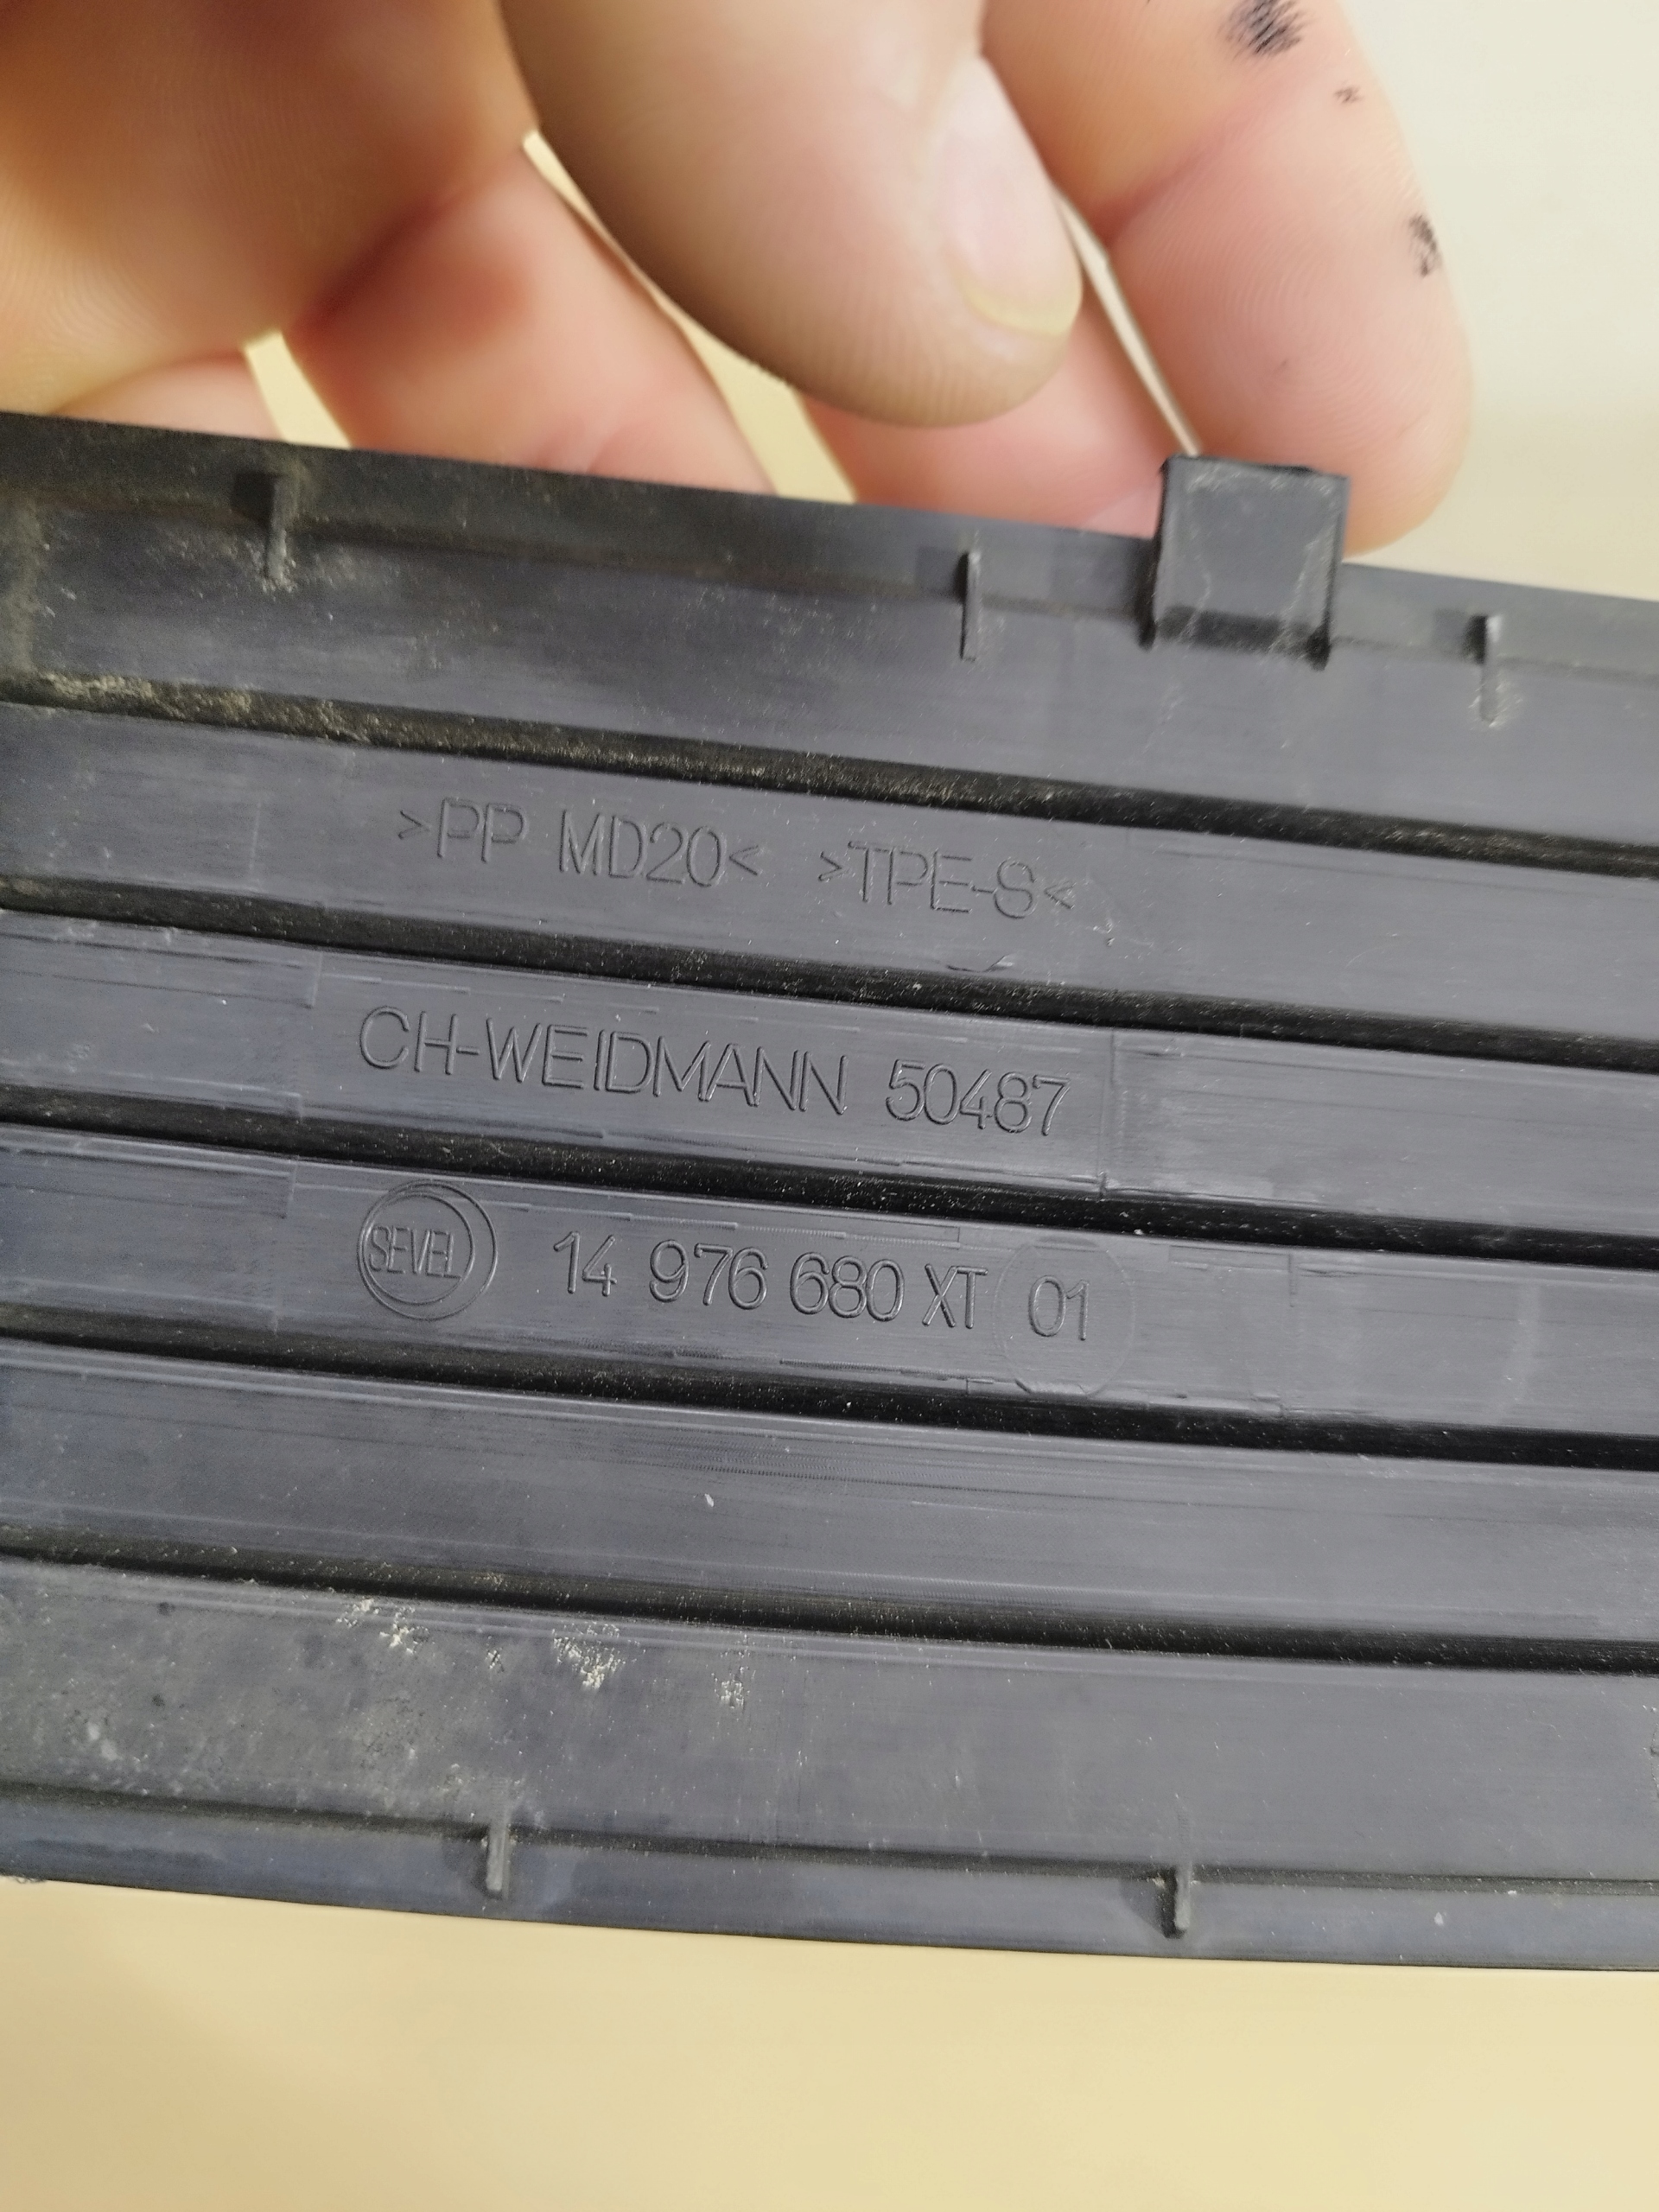 >PP MD20< >TPE-S<
CH-WEIDMANN 50487
SEVEL 14 976 680 XT 01